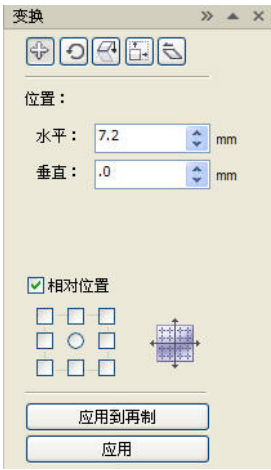 变换
位置：
水平： 7.2 mm
垂直： .0 mm
相对位置
应用到再制
应用